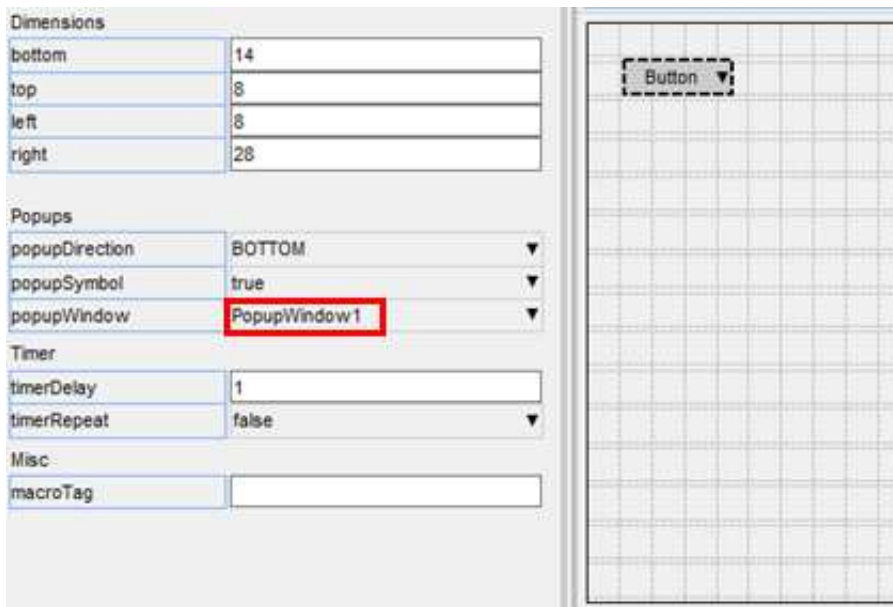 Dimensions
bottom 14
top 8
left 8
right 28
Popups
popupDirection BOTTOM
popupSymbol true
popupWindow PopupWindow1
Timer
timerDelay 1
timerRepeat false
Misc
macroTag
Button